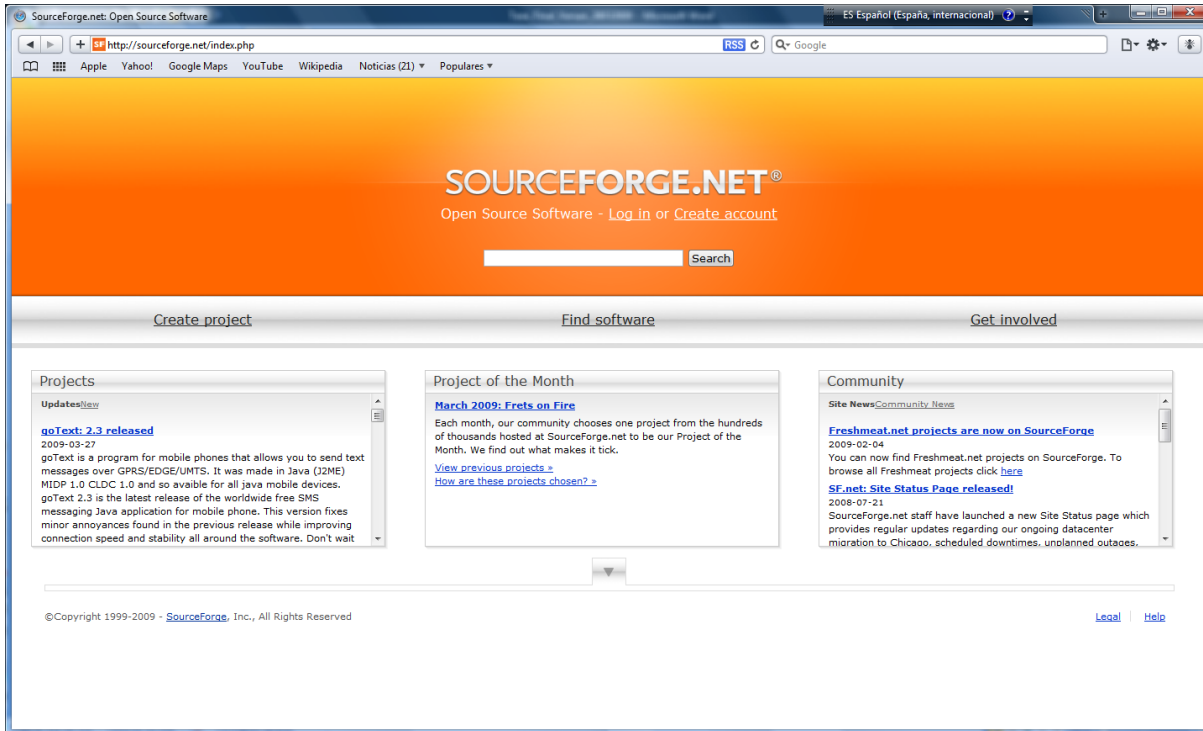 SourceForge.net: Open Source Software
ES Español (España, internacional)
http://sourceforge.net/index.php
RSS
Google
Apple Yahoo! Google Maps YouTube Wikipedia Noticias (21) Populares
SOURCEFORGE.NET®
Open Source Software - Log in or Create account
Search
Create project
Find software
Get involved
Projects
UpdatesNew
goText: 2.3 released
2009-03-27
goText is a program for mobile phones that allows you to send text
messages over GPRS/EDGE/UMTS. It was made in Java (J2ME)
MIDP 1.0 CLDC 1.0 and so avaible for all java mobile devices.
goText 2.3 is the latest release of the worldwide free SMS
messaging Java application for mobile phone. This version fixes
minor annoyances found in the previous release while improving
connection speed and stability all around the software. Don't wait
Project of the Month
March 2009: Frets on Fire
Each month, our community chooses one project from the hundreds
of thousands hosted at SourceForge.net to be our Project of the
Month. We find out what makes it tick.
View previous projects »
How are these projects chosen? »
Community
Site NewsCommunity News
Freshmeat.net projects are now on SourceForge
2009-02-04
You can now find Freshmeat.net projects on SourceForge. To
browse all Freshmeat projects click here
SF.net: Site Status Page released!
2008-07-21
SourceForge.net staff have launched a new Site Status page which
provides regular updates regarding our ongoing datacenter
migration to Chicago, scheduled downtimes, unplanned outages,
©Copyright 1999-2009 - SourceForge, Inc., All Rights Reserved
Legal
Help